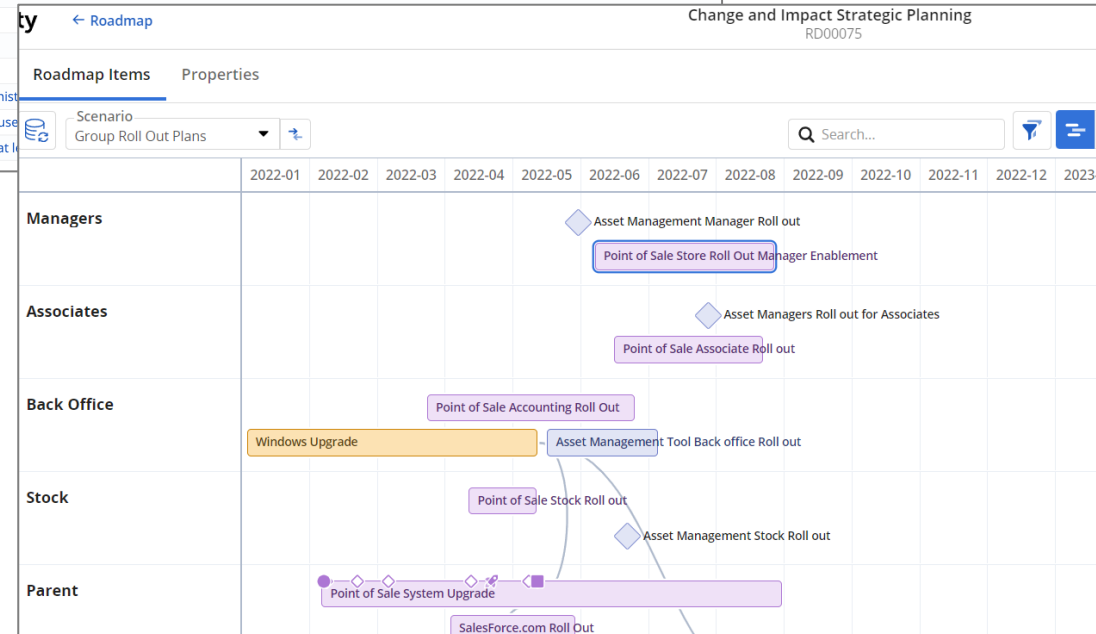 ty
← Roadmap
Change and Impact Strategic Planning
RD00075
Roadmap Items
Properties
nist
use
at l
Scenario
Group Roll Out Plans
Search...
2022-01 2022-02 2022-03 2022-04 2022-05 2022-06 2022-07 2022-08 2022-09 2022-10 2022-11 2022-12 2023-
Managers
Asset Management Manager Roll out
Point of Sale Store Roll Out Manager Enablement
Associates
Asset Managers Roll out for Associates
Point of Sale Associate Roll out
Back Office
Point of Sale Accounting Roll Out
Windows Upgrade
Asset Management Tool Back office Roll out
Stock
Point of Sale Stock Roll out
Asset Management Stock Roll out
Parent
Point of Sale System Upgrade
SalesForce.com Roll Out